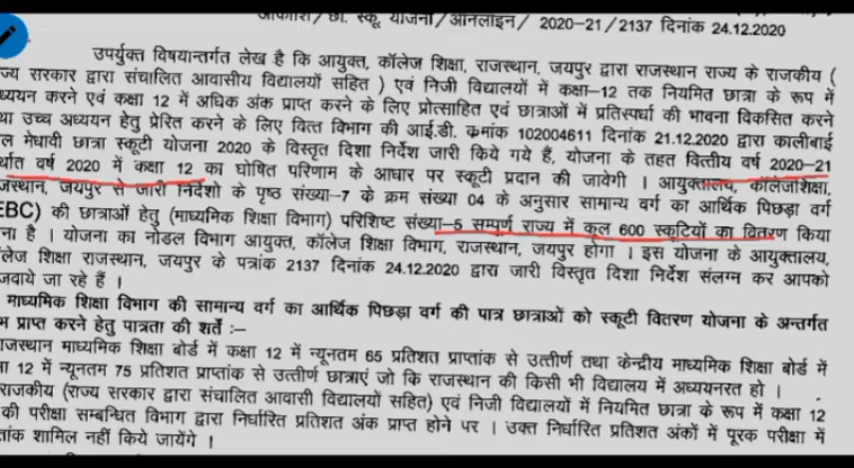 आकाशि/छा. स्कू योजना/ऑनलाइन/ 2020-21/2137 दिनांक 24.12.2020
उपर्युक्त विषयान्तर्गत लेख है कि आयुक्त, कॉलेज शिक्षा, राजस्थान, जयपुर द्वारा राजस्थान राज्य के राजकीय (
ज्य सरकार द्वारा संचालित आवासीय विद्यालयों सहित ) एवं निजी विद्यालयों में कक्षा–12 तक नियमित छात्रा के रूप में
ध्ययन करने एवं कक्षा 12 में अधिक अंक प्राप्त करने के लिए प्रोत्साहित एवं छात्राओं में प्रतिस्पर्धा की भावना विकसित करने
था उच्च अध्ययन हेतु प्रेरित करने के लिए वित्त विभाग की आई.डी. क्रमांक 102004611 दिनांक 21.12.2020 द्वारा कालीबाई
ल मेधावी छात्रा स्कूटी योजना 2020 के विस्तृत दिशा निर्देश जारी किये गये हैं, योजना के तहत वित्तीय वर्ष 2020–21
र्थात वर्ष 2020 में कक्षा 12 का घोषित परिणाम के आधार पर स्कूटी प्रदान की जावेगी । आयुक्तालय, कॉलेजशिक्षा,
जस्थान, जयपुर से जारी निर्देशो के पृष्ठ संख्या–7 के क्रम संख्या 04 के अनुसार सामान्य वर्ग का आर्थिक पिछड़ा वर्ग
EBC) की छात्राओं हेतु (माध्यमिक शिक्षा विभाग) परिशिष्ट संख्या–5 सम्पूर्ण राज्य में कुल 600 स्कूटियों का वितरण किया
ना है । योजना का नोडल विभाग आयुक्त, कॉलेज शिक्षा विभाग, राजस्थान, जयपुर होगा । इस योजना के आयुक्तालय,
लेज शिक्षा राजस्थान, जयपुर के पत्रांक 2137 दिनांक 24.12.2020 द्वारा जारी विस्तृत दिशा निर्देश संलग्न कर आपको
जवाये जा रहे हैं ।
माध्यमिक शिक्षा विभाग की सामान्य वर्ग का आर्थिक पिछड़ा वर्ग की पात्र छात्राओं को स्कूटी वितरण योजना के अन्तर्गत
भ प्राप्त करने हेतु पात्रता की शर्ते :–
राजस्थान माध्यमिक शिक्षा बोर्ड में कक्षा 12 में न्यूनतम 65 प्रतिशत प्राप्तांक से उत्तीर्ण तथा केन्द्रीय माध्यमिक शिक्षा बोर्ड में
ा 12 में न्यूनतम 75 प्रतिशत प्राप्तांक से उत्तीर्ण छात्राएं जो कि राजस्थान की किसी भी विद्यालय में अध्ययनरत हो ।
राजकीय (राज्य सरकार द्वारा संचालित आवासी विद्यालयों सहित) एवं निजी विद्यालयों में नियमित छात्रा के रूप में कक्षा 12
की परीक्षा सम्बन्धित विभाग द्वारा निर्धारित प्रतिशत अंक प्राप्त होने पर । उक्त निर्धारित प्रतिशत अंकों में पूरक परीक्षा में
तांक शामिल नहीं किये जायेंगे ।